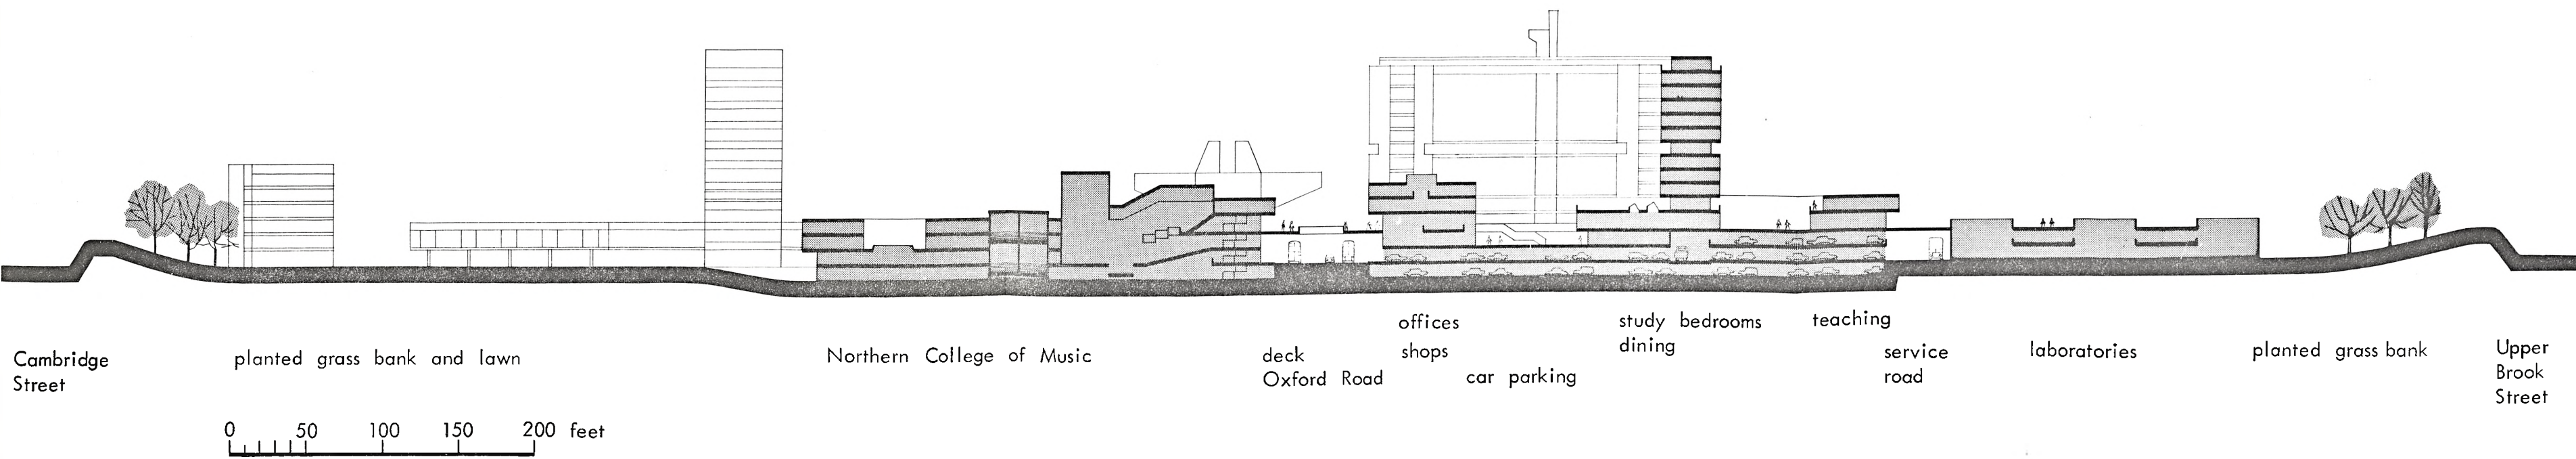 Cambridge
Street
planted grass bank and lawn
Northern College of Music
deck
Oxford Road
offices
shops
car parking
study bedrooms
dining
teaching
service
road
laboratories
planted grass bank
Upper
Brook
Street
0 50 100 150 200 feet